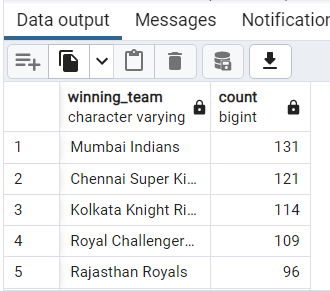 Data output Messages Notification
winning_team count
character varying bigint
1 Mumbai Indians 131
2 Chennai Super Ki... 121
3 Kolkata Knight Ri... 114
4 Royal Challenger... 109
5 Rajasthan Royals 96